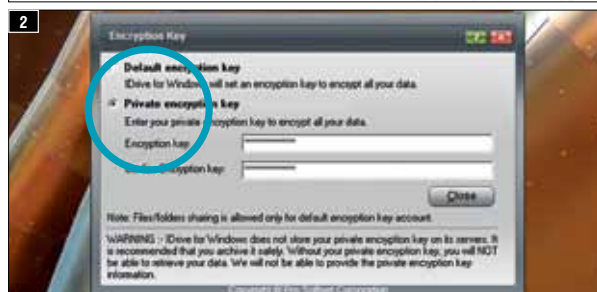 2
Encryption Key
Default encryption key
IDrive for Windows will set an encryption key to encrypt all your data.
Private encryption key
Enter your private encryption key to encrypt all your data.
Encryption key:
Encryption key:
Close
Note: Files/folders sharing is allowed only for default encryption key account.
WARNING :- IDrive for Windows does not store your private encryption key on its servers. It
is recommended that you archive it safely. Without your private encryption key, you will NOT
be able to retrieve your data. We will not be able to provide the private encryption key
information.
Copyright © Pro Softnet Corporation